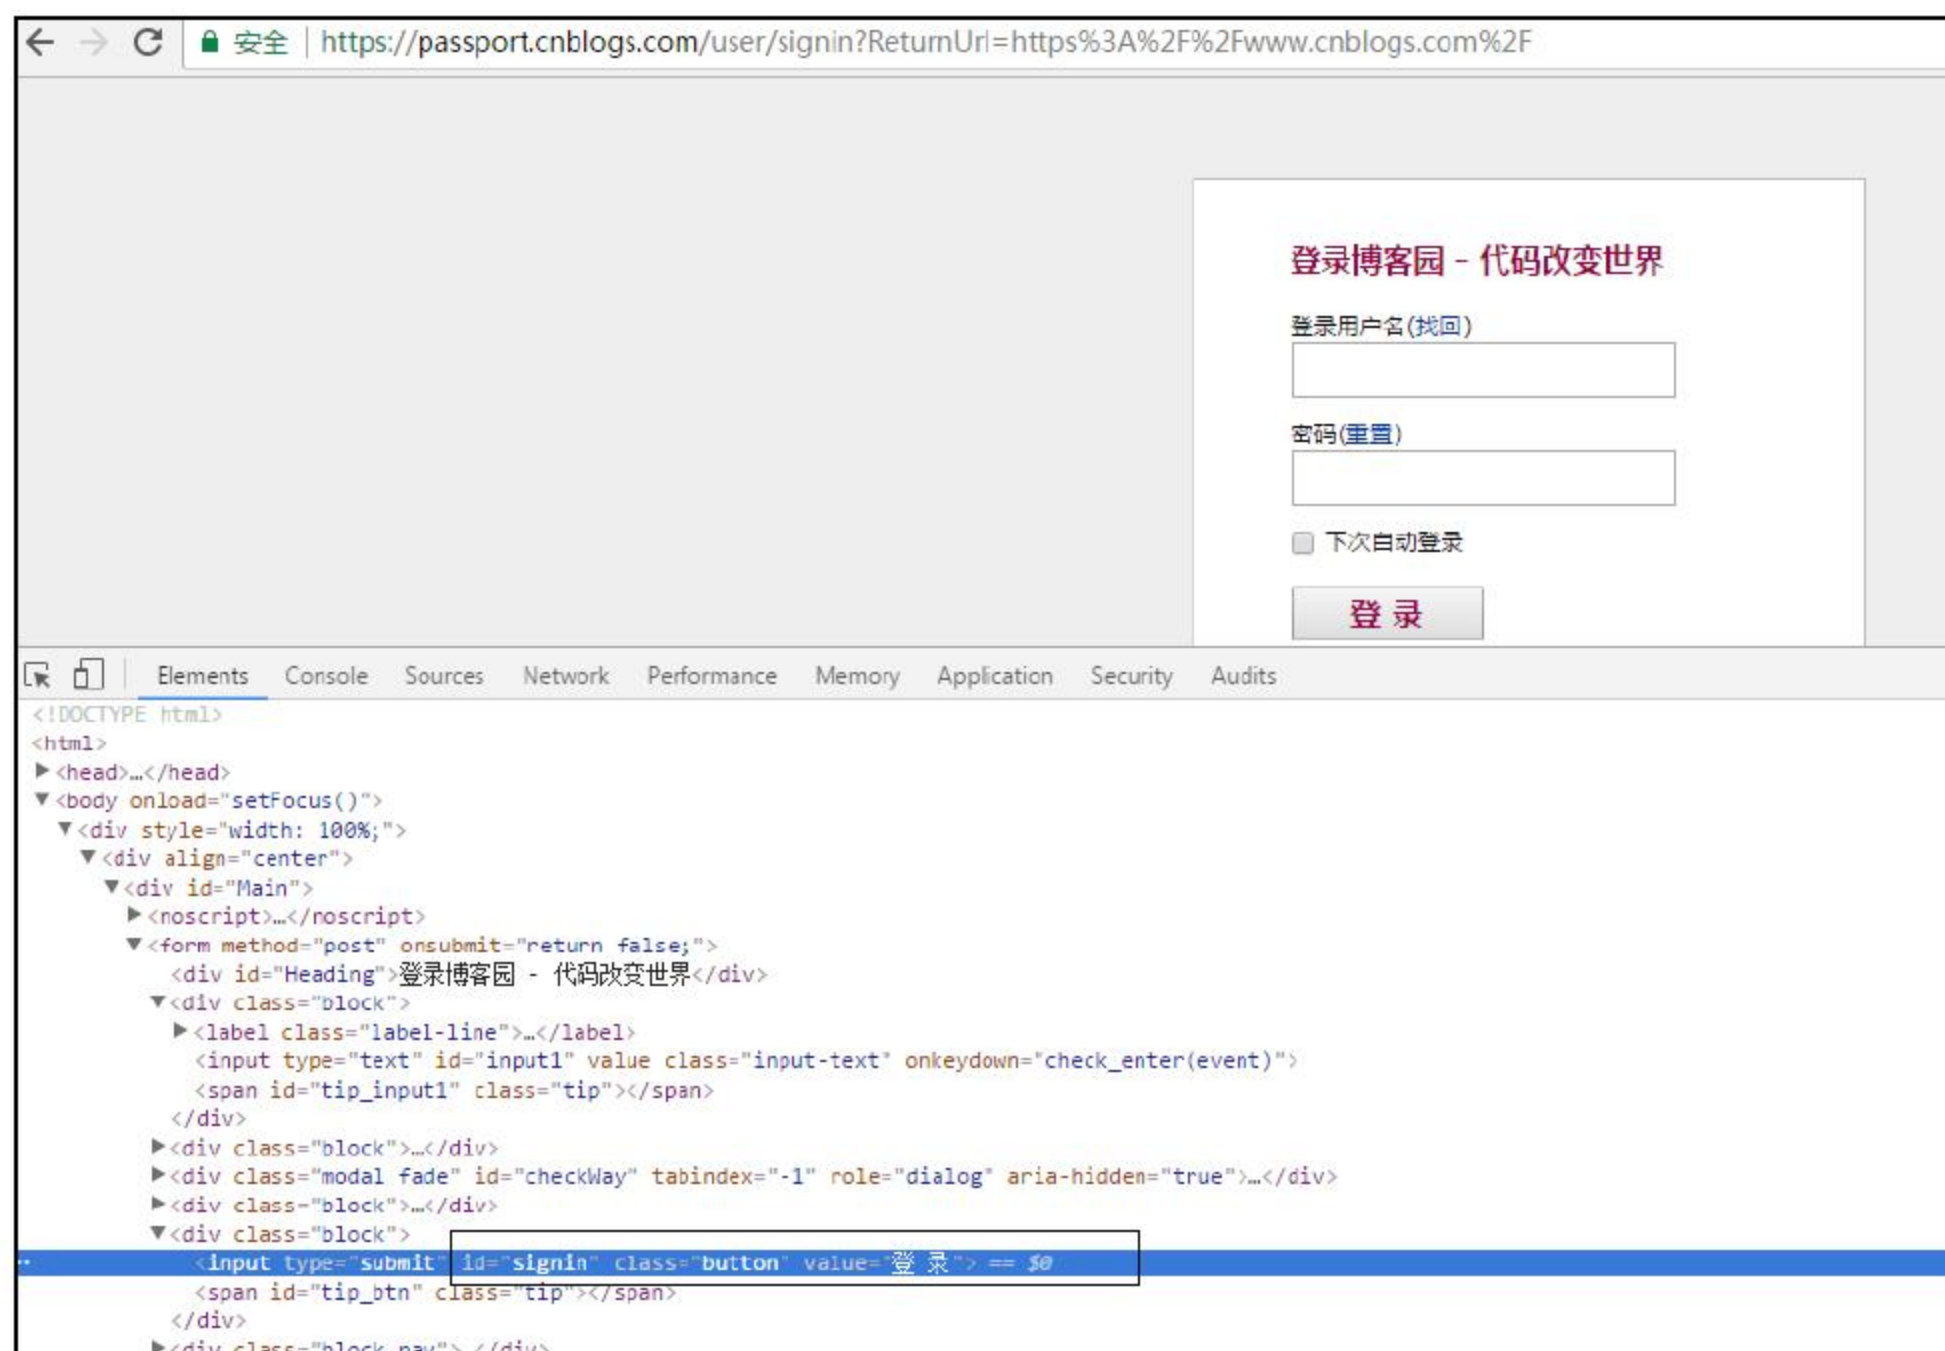 安全 | https://passport.cnblogs.com/user/signin?ReturnUrl=https%3A%2F%2Fwww.cnblogs.com%2F
登录博客园 - 代码改变世界
登录用户名(找回)
密码(重置)
下次自动登录
登 录
Elements Console Sources Network Performance Memory Application Security Audits
<!DOCTYPE html>
<html>
▶<head>…</head>
▼<body onload="setFocus()">
▼<div style="width: 100%;">
▼<div align="center">
▼<div id="Main">
▶<noscript>…</noscript>
▼<form method="post" onsubmit="return false;">
<div id="Heading">登录博客园 - 代码改变世界</div>
▼<div class="block">
▶<label class="label-line">…</label>
<input type="text" id="input1" value class="input-text" onkeydown="check_enter(event)">
<span id="tip_input1" class="tip"></span>
</div>
▶<div class="block">…</div>
▶<div class="modal fade" id="checkWay" tabindex="-1" role="dialog" aria-hidden="true">…</div>
▶<div class="block">…</div>
▼<div class="block">
<input type="submit" id="signin" class="button" value="登 录"> == $0
<span id="tip_btn" class="tip"></span>
</div>
▶<div class="block nav">…</div>